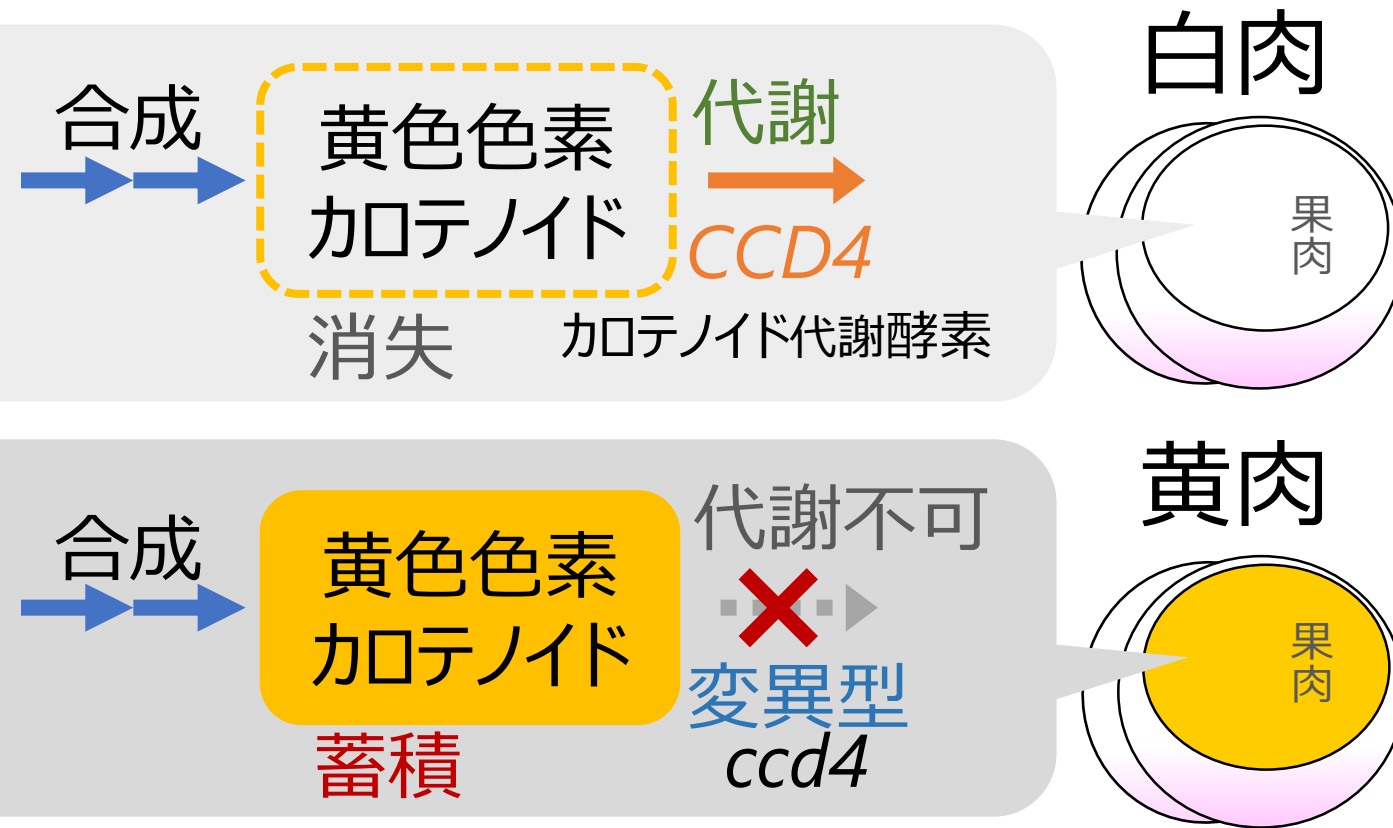 白肉
合成
黄色色素
カロテノイド
代謝
CCD4
消失
カロテノイド代謝酵素
果肉
黄肉
合成
黄色色素
カロテノイド
代謝不可
変異型
ccd4
蓄積
果肉